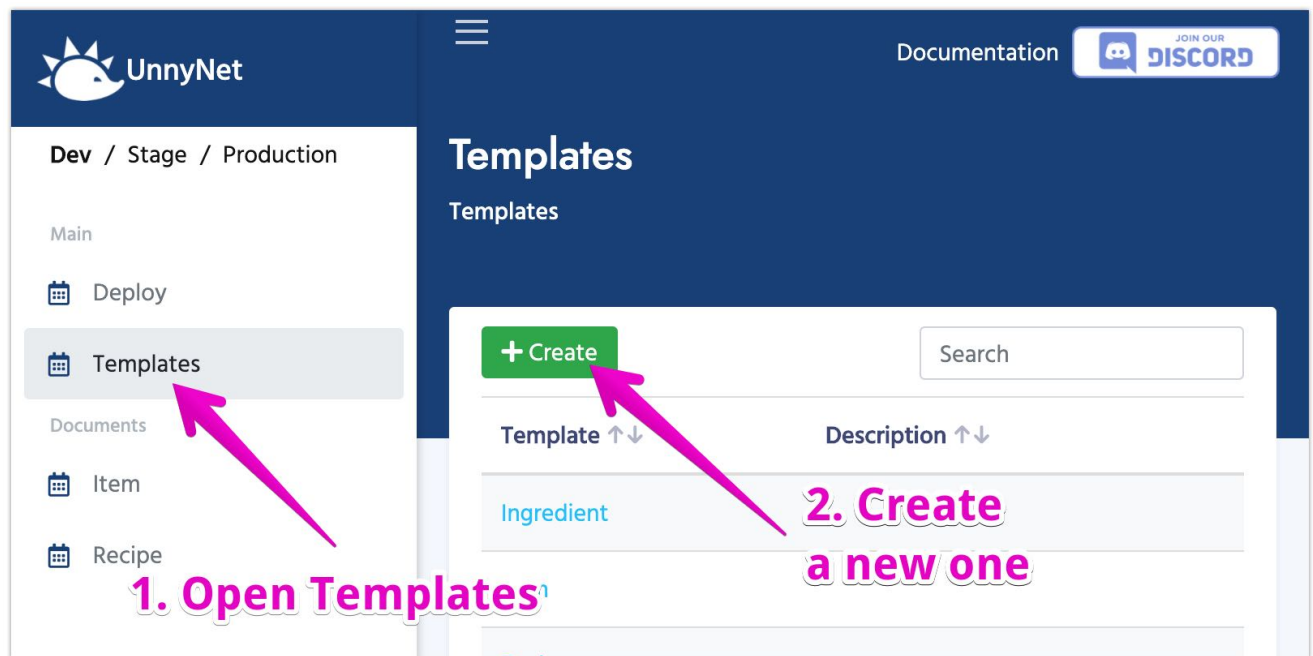 UnnyNet
Documentation
JOIN OUR
DISCORD
Dev / Stage / Production
Templates
Templates
Main
Deploy
Templates
Documents
Item
Recipe
+ Create
Search
Template ↑↓
Description ↑↓
Ingredient
1. Open Templates
2. Create
a new one